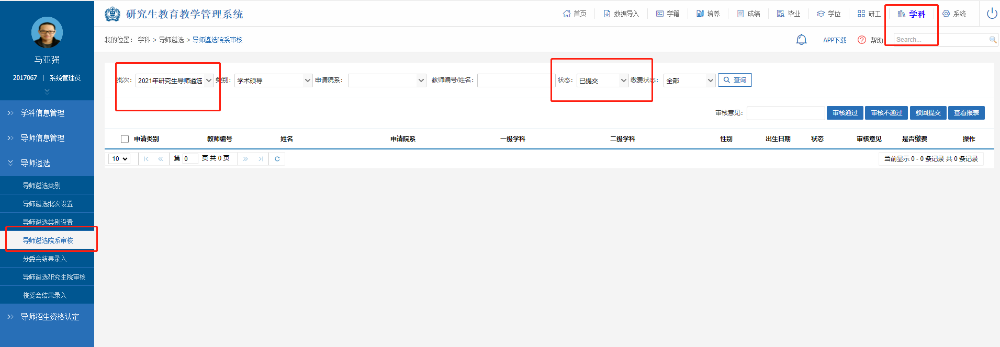 研究生教育教学管理系统
首页 数据导入 学籍 培养 成绩 毕业 学位 研工 学科 系统
我的位置： 学科 > 导师遴选 > 导师遴选院系审核
APP下载 帮助 Search...
马亚强
2017067 | 系统管理员
学科信息管理
导师信息管理
导师遴选
导师遴选类别
导师遴选批次设置
导师遴选类别设置
导师遴选院系审核
分委会结果录入
导师遴选研究生院审核
校委会结果录入
导师招生资格认定
批次： 2021年研究生导师遴选 类别： 学术硕导 申请院系： 教师编号/姓名： 状态： 已提交 缴费状态： 全部 查询
审核意见： 审核通过 审核不通过 驳回提交 查看报表
申请类别 教师编号 姓名 申请院系 一级学科 二级学科 性别 出生日期 状态 审核意见 是否缴费 操作
10 第 0 页 共 0 页 当前显示 0 - 0 条记录 共 0 条记录